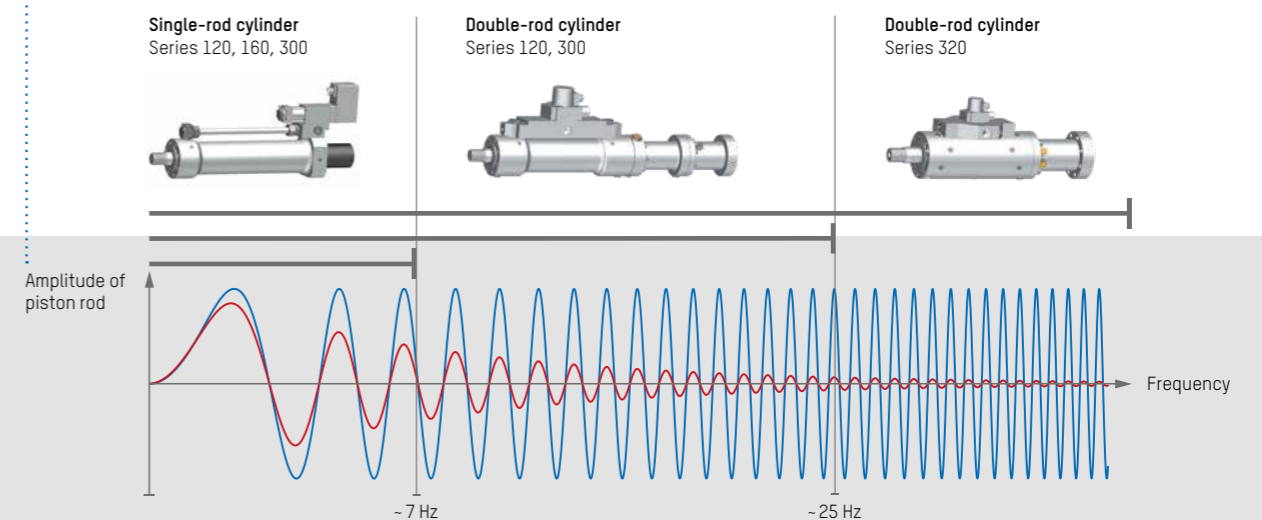 Single-rod cylinder
Series 120, 160, 300
Double-rod cylinder
Series 120, 300
Double-rod cylinder
Series 320
Amplitude of
piston rod
Frequency
~ 7 Hz
~ 25 Hz